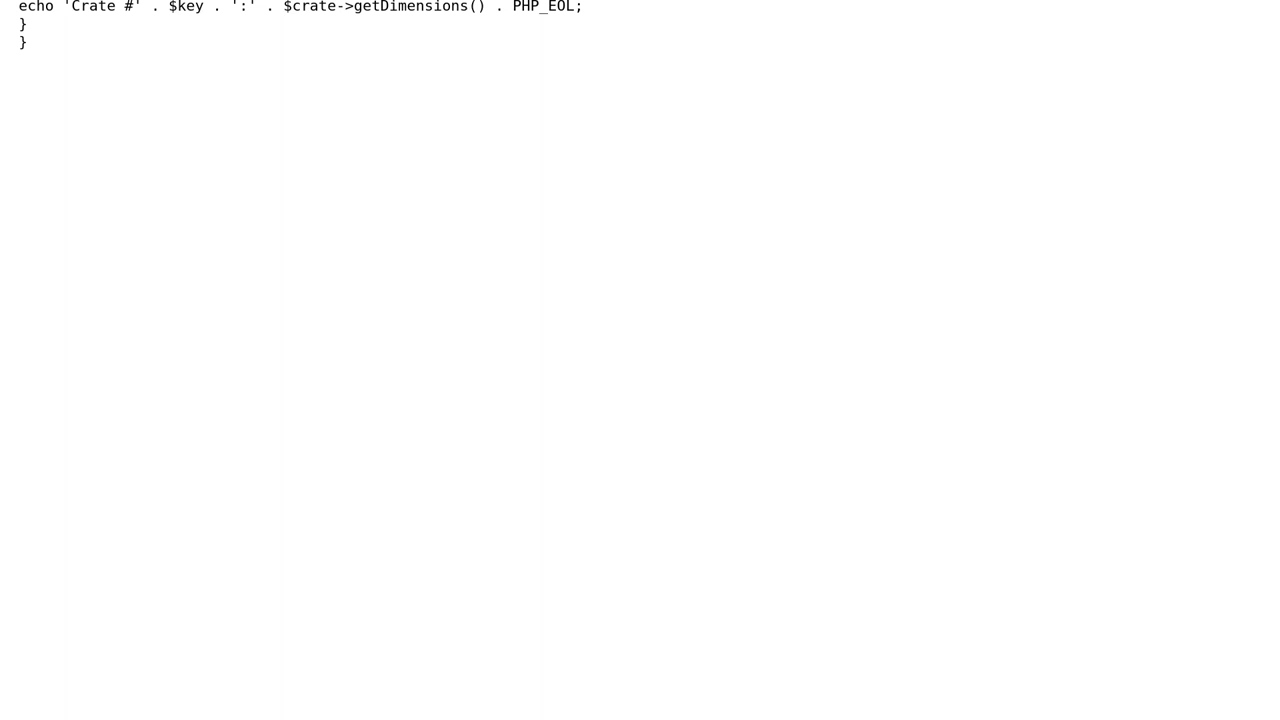 echo 'Crate #' . $key . ':' . $crate->getDimensions() . PHP_EOL;
}
}